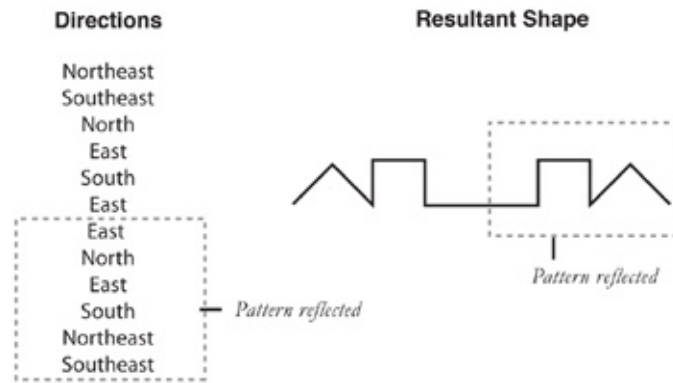 Directions
Northeast
Southeast
North
East
South
East
East
North
East
South
Northeast
Southeast
Pattern reflected
Resultant Shape
Pattern reflected